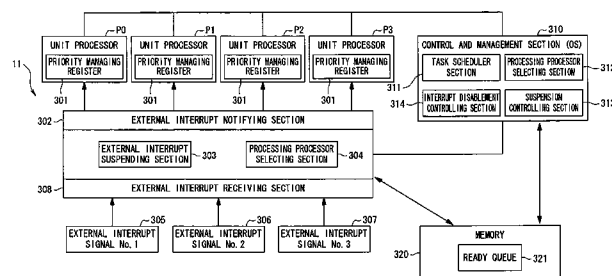 P0 P1 P2 P3 310
UNIT PROCESSOR UNIT PROCESSOR UNIT PROCESSOR UNIT PROCESSOR CONTROL AND MANAGEMENT SECTION (OS)
PRIORITY MANAGING REGISTER PRIORITY MANAGING REGISTER PRIORITY MANAGING REGISTER PRIORITY MANAGING REGISTER TASK SCHEDULER SECTION PROCESSING PROCESSOR SELECTING SECTION 312
11 301 301 301 301 311
314 INTERRUPT DISABLEMENT CONTROLLING SECTION SUSPENSION CONTROLLING SECTION 313
302 EXTERNAL INTERRUPT NOTIFYING SECTION
EXTERNAL INTERRUPT SUSPENDING SECTION 303 PROCESSING PROCESSOR SELECTING SECTION 304
308 EXTERNAL INTERRUPT RECEIVING SECTION
305 306 307
EXTERNAL INTERRUPT SIGNAL No. 1 EXTERNAL INTERRUPT SIGNAL No. 2 EXTERNAL INTERRUPT SIGNAL No. 3
MEMORY
320 READY QUEUE 321